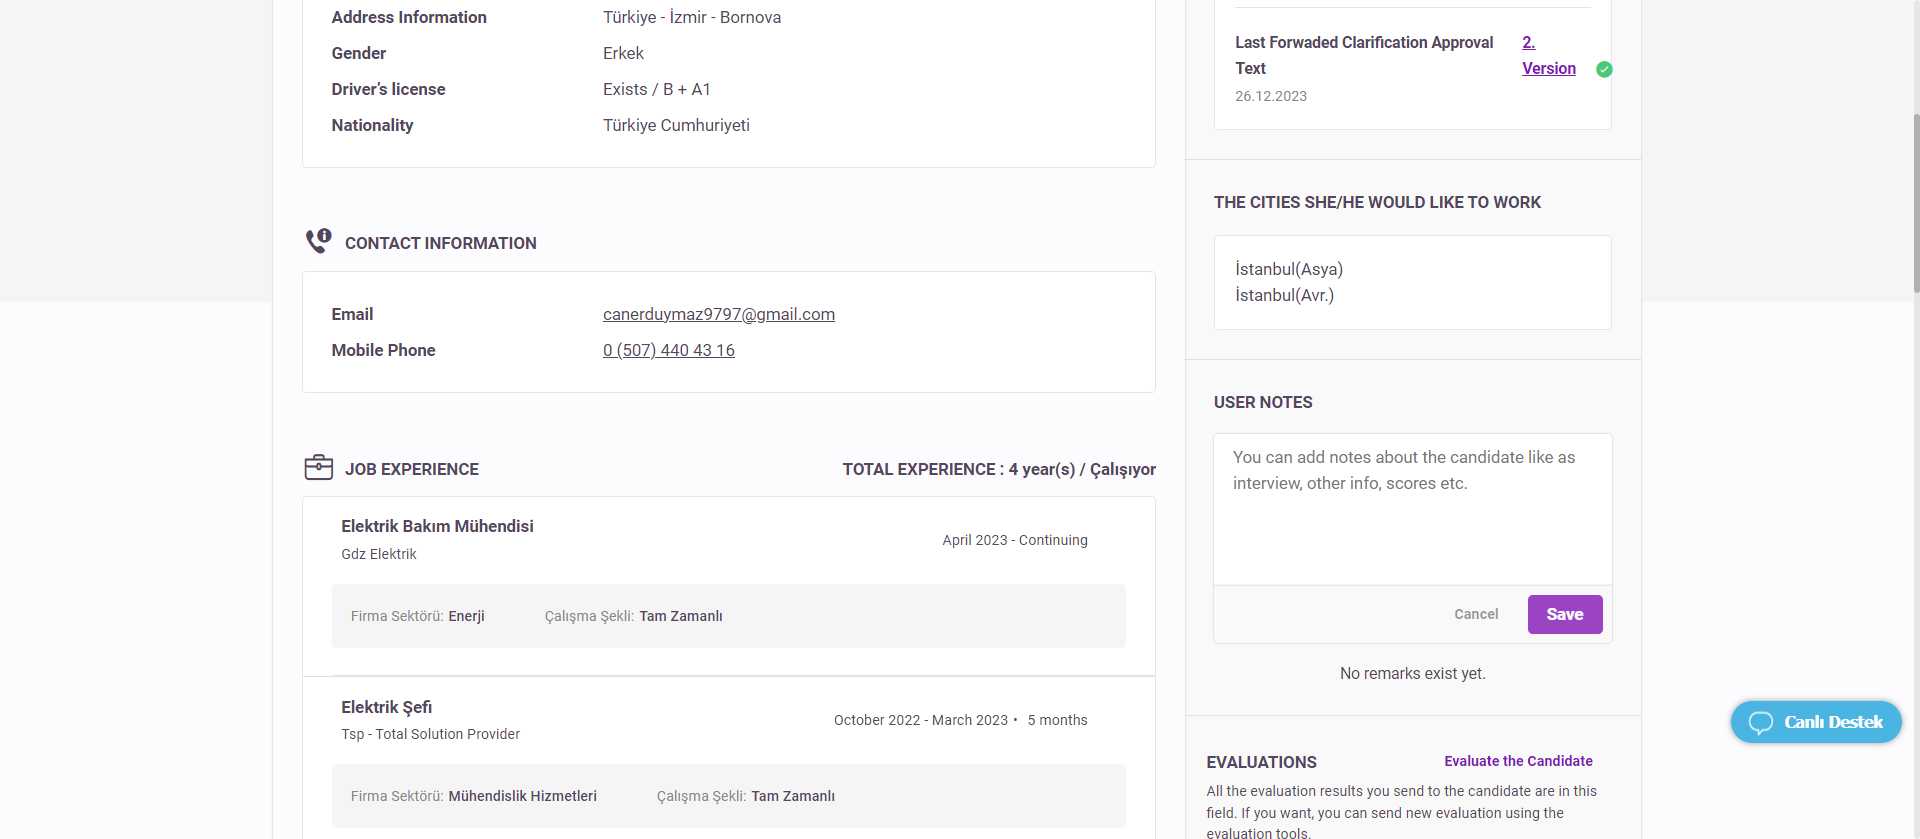 Address Information Türkiye - İzmir - Bornova
Gender Erkek
Driver's license Exists / B + A1
Nationality Türkiye Cumhuriyeti
CONTACT INFORMATION
Email canerduymaz9797@gmail.com
Mobile Phone 0 (507) 440 43 16
JOB EXPERIENCE TOTAL EXPERIENCE : 4 year(s) / Çalışıyor
Elektrik Bakım Mühendisi
April 2023 - Continuing
Gdz Elektrik
Firma Sektörü: Enerji Çalışma Şekli: Tam Zamanlı
Elektrik Şefi
October 2022 - March 2023 • 5 months
Tsp - Total Solution Provider
Firma Sektörü: Mühendislik Hizmetleri Çalışma Şekli: Tam Zamanlı
Last Forwaded Clarification Approval 2.
Text Version
26.12.2023
THE CITIES SHE/HE WOULD LIKE TO WORK
İstanbul(Asya)
İstanbul(Avr.)
USER NOTES
You can add notes about the candidate like as
interview, other info, scores etc.
Cancel Save
No remarks exist yet.
Canlı Destek
EVALUATIONS Evaluate the Candidate
All the evaluation results you send to the candidate are in this
field. If you want, you can send new evaluation using the
evaluation tools.